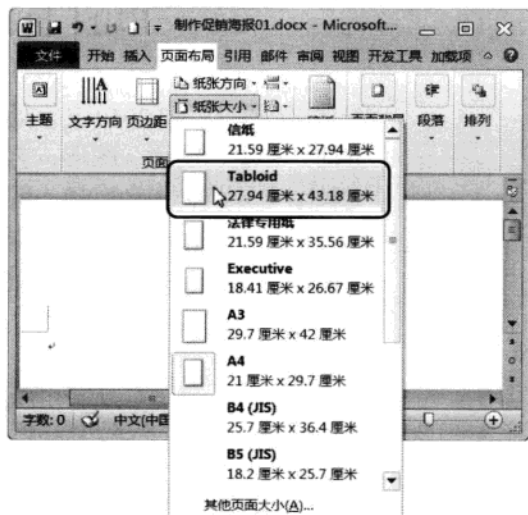 制作促销海报01.docx - Microsoft...
文件 开始 插入 页面布局 引用 邮件 审阅 视图 开发工具 加载项
纸张方向
纸张大小
主题 文字方向 页边距 段落 排列
信纸
21.59 厘米 x 27.94 厘米
Tabloid
27.94 厘米 x 43.18 厘米
法律专用纸
21.59 厘米 x 35.56 厘米
Executive
18.41 厘米 x 26.67 厘米
A3
29.7 厘米 x 42 厘米
A4
21 厘米 x 29.7 厘米
B4 (JIS)
25.7 厘米 x 36.4 厘米
B5 (JIS)
18.2 厘米 x 25.7 厘米
其他页面大小(A)...
字数: 0 中文(中国